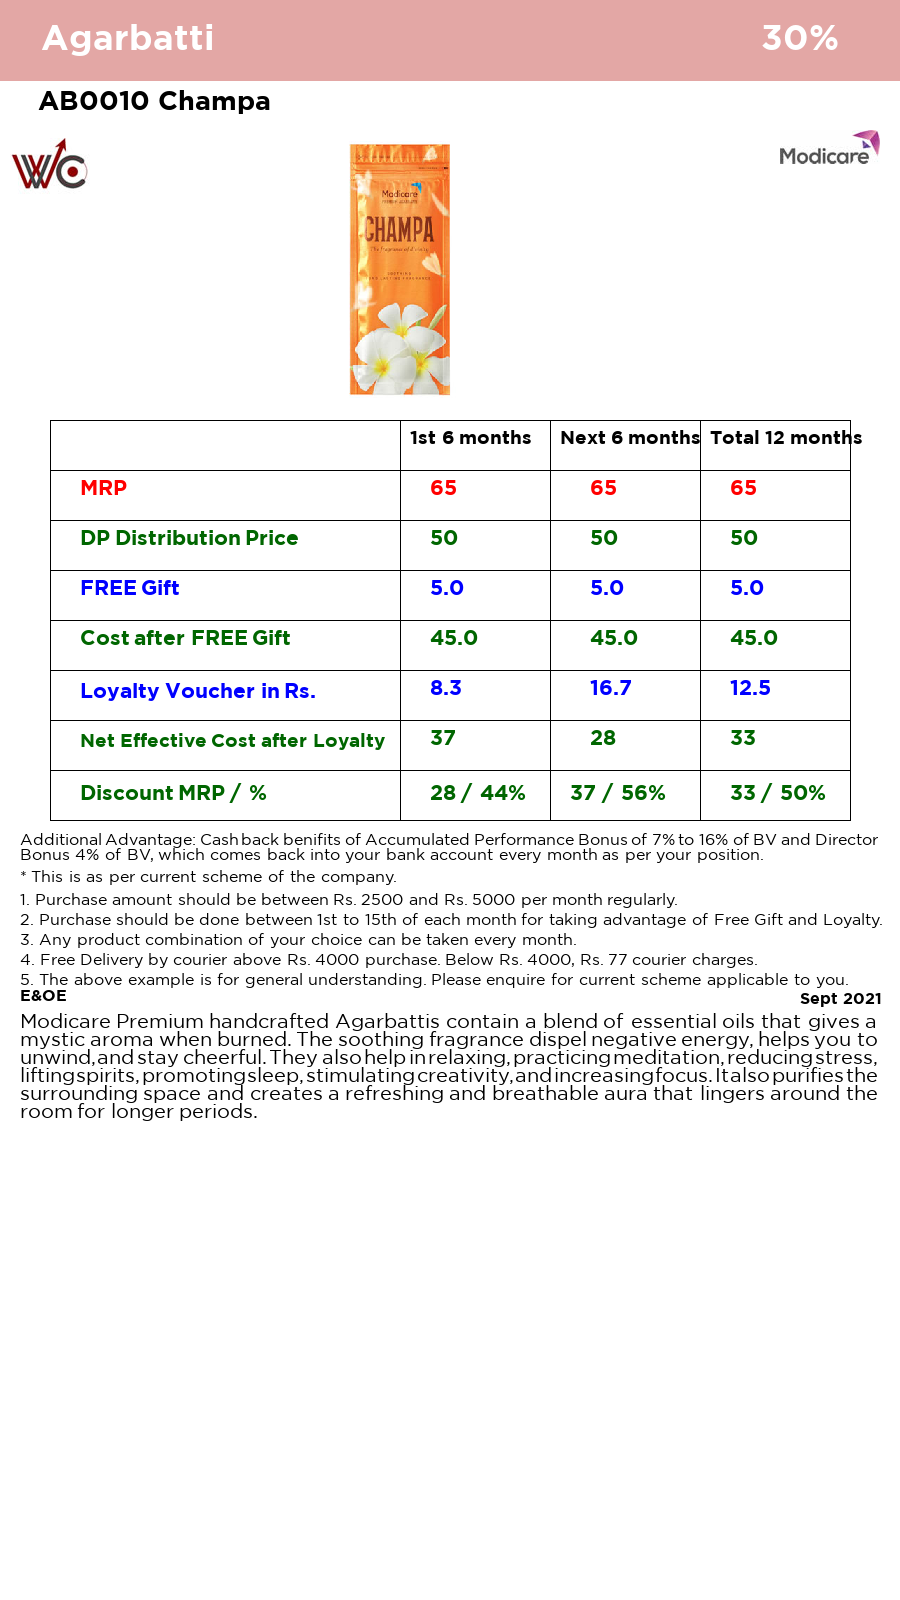 Agarbatti 30%
AB0010 Champa
WC
Modicare
Modicare
CHAMPA
The fragrance of divinity
SOOTHING
1st 6 months Next 6 months Total 12 months
MRP 65 65 65
DP Distribution Price 50 50 50
FREE Gift 5.0 5.0 5.0
Cost after FREE Gift 45.0 45.0 45.0
Loyalty Voucher in Rs. 8.3 16.7 12.5
Net Effective Cost after Loyalty 37 28 33
Discount MRP / % 28 / 44% 37 / 56% 33 / 50%
Additional Advantage: Cash back benifits of Accumulated Performance Bonus of 7% to 16% of BV and Director
Bonus 4% of BV, which comes back into your bank account every month as per your position.
* This is as per current scheme of the company.
1. Purchase amount should be between Rs. 2500 and Rs. 5000 per month regularly.
2. Purchase should be done between 1st to 15th of each month for taking advantage of Free Gift and Loyalty.
3. Any product combination of your choice can be taken every month.
4. Free Delivery by courier above Rs. 4000 purchase. Below Rs. 4000, Rs. 77 courier charges.
5. The above example is for general understanding. Please enquire for current scheme applicable to you.
E&OE Sept 2021
Modicare Premium handcrafted Agarbattis contain a blend of essential oils that gives a
mystic aroma when burned. The soothing fragrance dispel negative energy, helps you to
unwind, and stay cheerful. They also help in relaxing, practicing meditation, reducing stress,
lifting spirits, promoting sleep, stimulating creativity, and increasing focus. It also purifies the
surrounding space and creates a refreshing and breathable aura that lingers around the
room for longer periods.